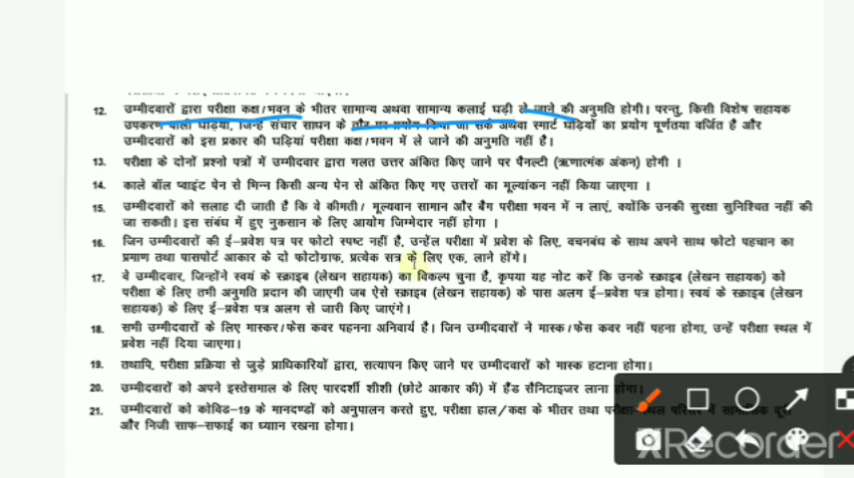 12. उम्मीदवारों द्वारा परीक्षा कक्ष/भवन के भीतर सामान्य अथवा सामान्य कलाई घड़ी ले जाने की अनुमति होगी। परन्तु, किसी विशेष सहायक
उपकरण वाली घड़ियां, जिन्हें संचार साधन के तौर पर प्रयोग किया जा सके अथवा स्मार्ट घड़ियों का प्रयोग पूर्णतया वर्जित है और
उम्मीदवारों को इस प्रकार की घड़ियां परीक्षा कक्ष/भवन में ले जाने की अनुमति नहीं है।
13. परीक्षा के दोनों प्रश्नो पत्रों में उम्मीदवार द्वारा गलत उत्तर अंकित किए जाने पर पैनल्टी (ऋणात्मंक अंकन) होगी ।
14. काले बॉल प्वाइंट पेन से भिन्न किसी अन्य पेन से अंकित किए गए उत्तरों का मूल्यांकन नहीं किया जाएगा ।
15. उम्मीदवारों को सलाह दी जाती है कि वे कीमती/ मूल्यवान सामान और बैग परीक्षा भवन में न लाएं, क्योंकि उनकी सुरक्षा सुनिश्चित नहीं की
जा सकती। इस संबंध में हुए नुकसान के लिए आयोग जिम्मेदार नहीं होगा ।
16. जिन उम्मीदवारों की ई-प्रवेश पत्र पर फोटो स्पष्ट नहीं है, उन्हेंल परीक्षा में प्रवेश के लिए, वचनबंध के साथ अपने साथ फोटो पहचान का
प्रमाण तथा पासपोर्ट आकार के दो फोटोग्राफ, प्रत्येक सत्र के लिए एक, लाने होंगे।
17. वे उम्मीदवार, जिन्होंने स्वयं के स्क्राइब (लेखन सहायक) का विकल्प चुना है, कृपया यह नोट करें कि उनके स्क्राइब (लेखन सहायक) को
परीक्षा के लिए तभी अनुमति प्रदान की जाएगी जब ऐसे स्क्राइब (लेखन सहायक) के पास अलग ई-प्रवेश पत्र होगा। स्वयं के स्क्राइब (लेखन
सहायक) के लिए ई-प्रवेश पत्र अलग से जारी किए जाएंगे।
18. सभी उम्मीदवारों के लिए मास्कर/फेस कवर पहनना अनिवार्य है। जिन उम्मीदवारों ने मास्क/फेस कवर नहीं पहना होगा, उन्हें परीक्षा स्थल में
प्रवेश नहीं दिया जाएगा।
19. तथापि, परीक्षा प्रक्रिया से जुड़े प्राधिकारियों द्वारा, सत्यापन किए जाने पर उम्मीदवारों को मास्क हटाना होगा।
20. उम्मीदवारों को अपने इस्तेसमाल के लिए पारदर्शी शीशी (छोटे आकार की) में हैंड सैनिटाइजर लाना होगा।
21. उम्मीदवारों को कोविड-19 के मानदण्डों को अनुपालन करते हुए, परीक्षा हाल/कक्ष के भीतर तथा परीक्षा स्थल परिसर में सामाजिक दूरी
और निजी साफ-सफाई का ध्याान रखना होगा।
XRecorder